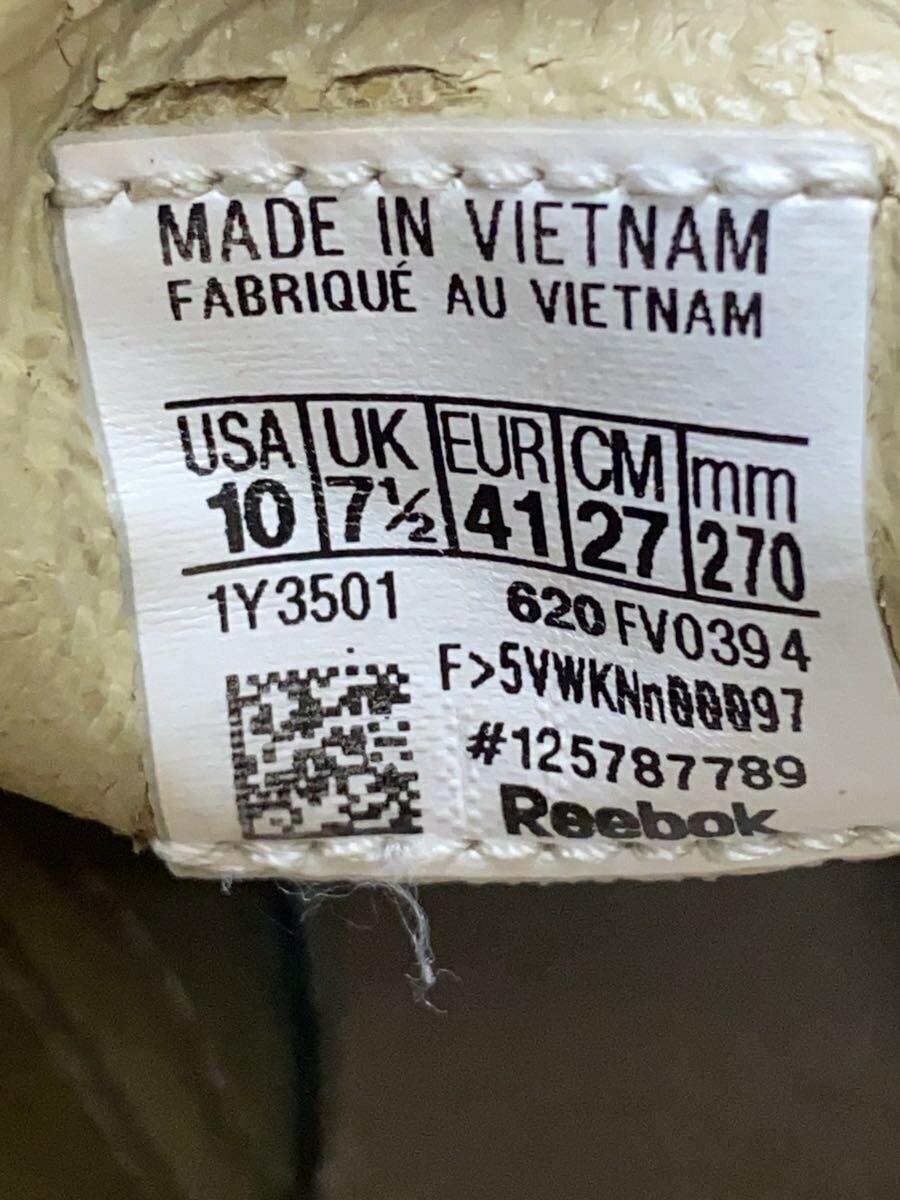 MADE IN VIETNAM
FABRIQUÉ AU VIETNAM
USA UK EUR CM mm
10 7½ 41 27 270
1Y3501 620 FV0394
F>5VWKNn00097
#125787789
Reebok